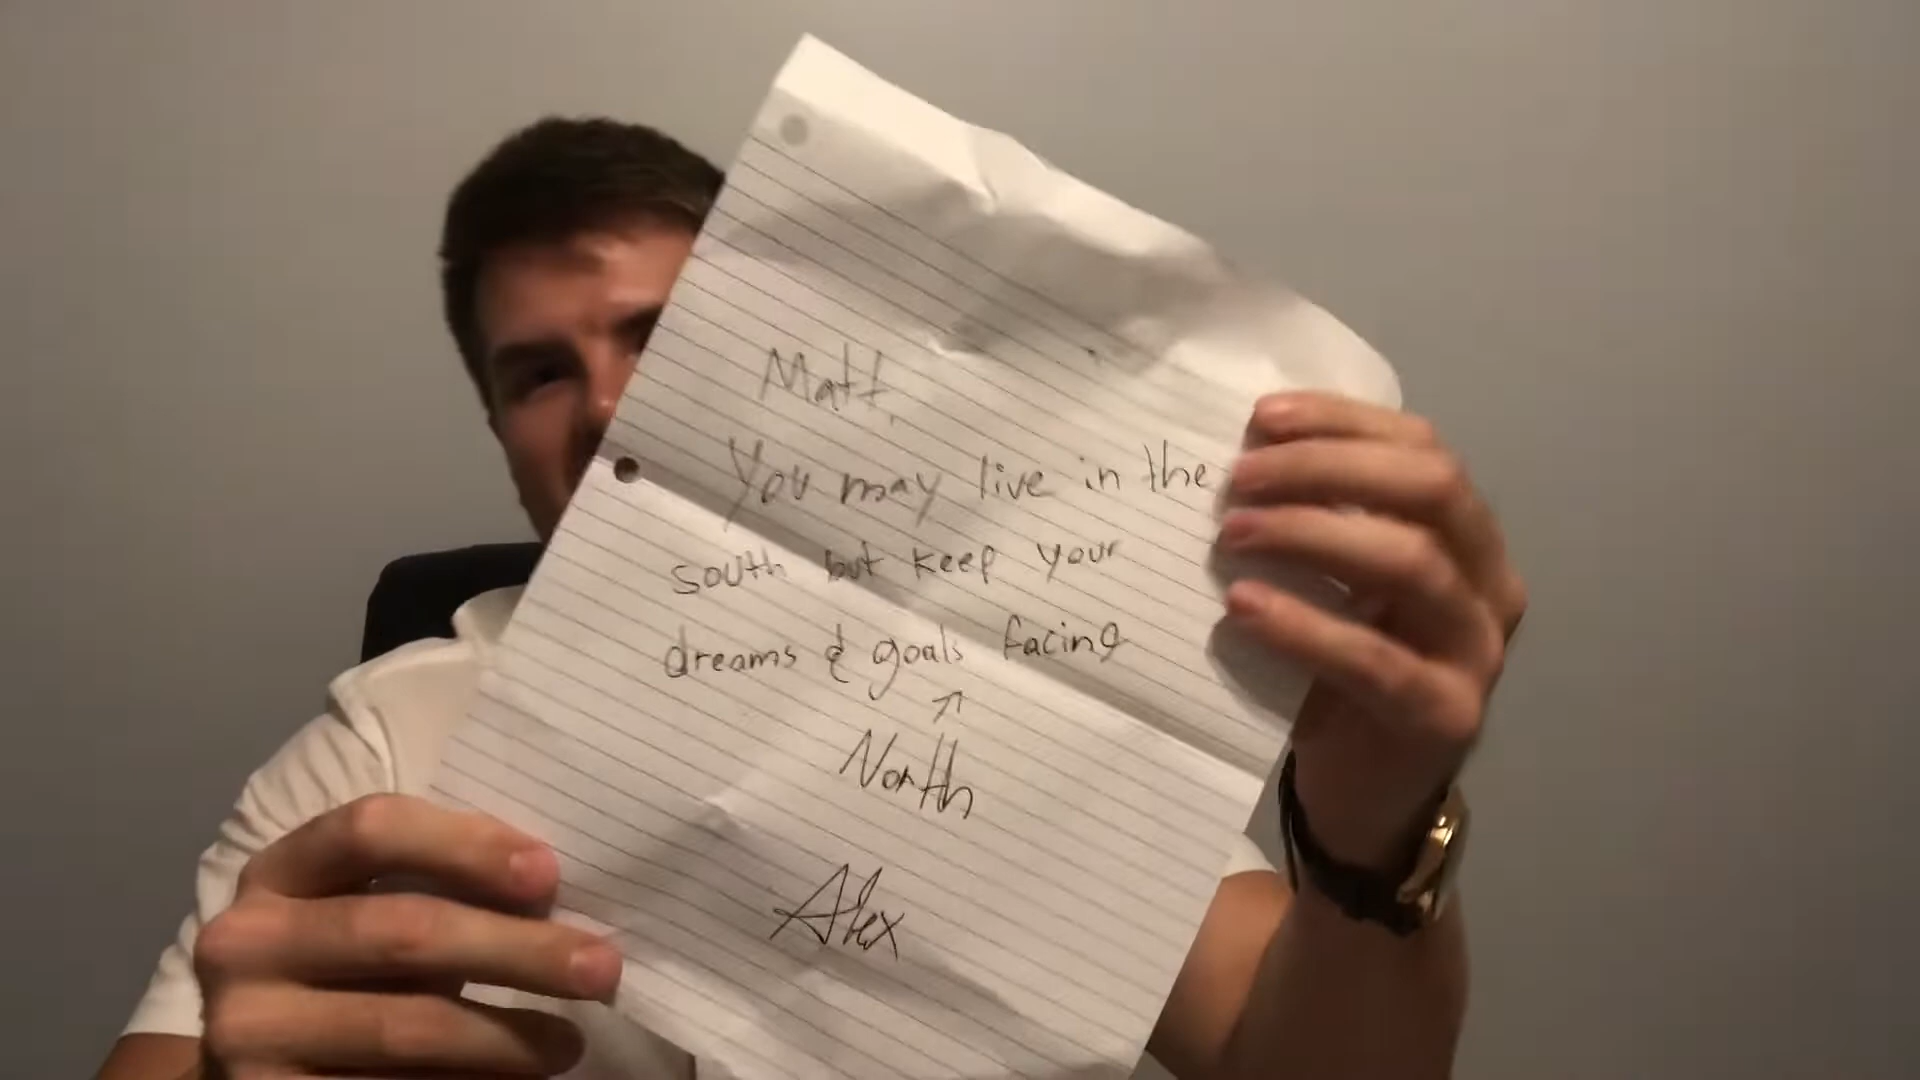 Matt,
You may live in the
south but keep your
dreams & goals facing
↑
North
Alex